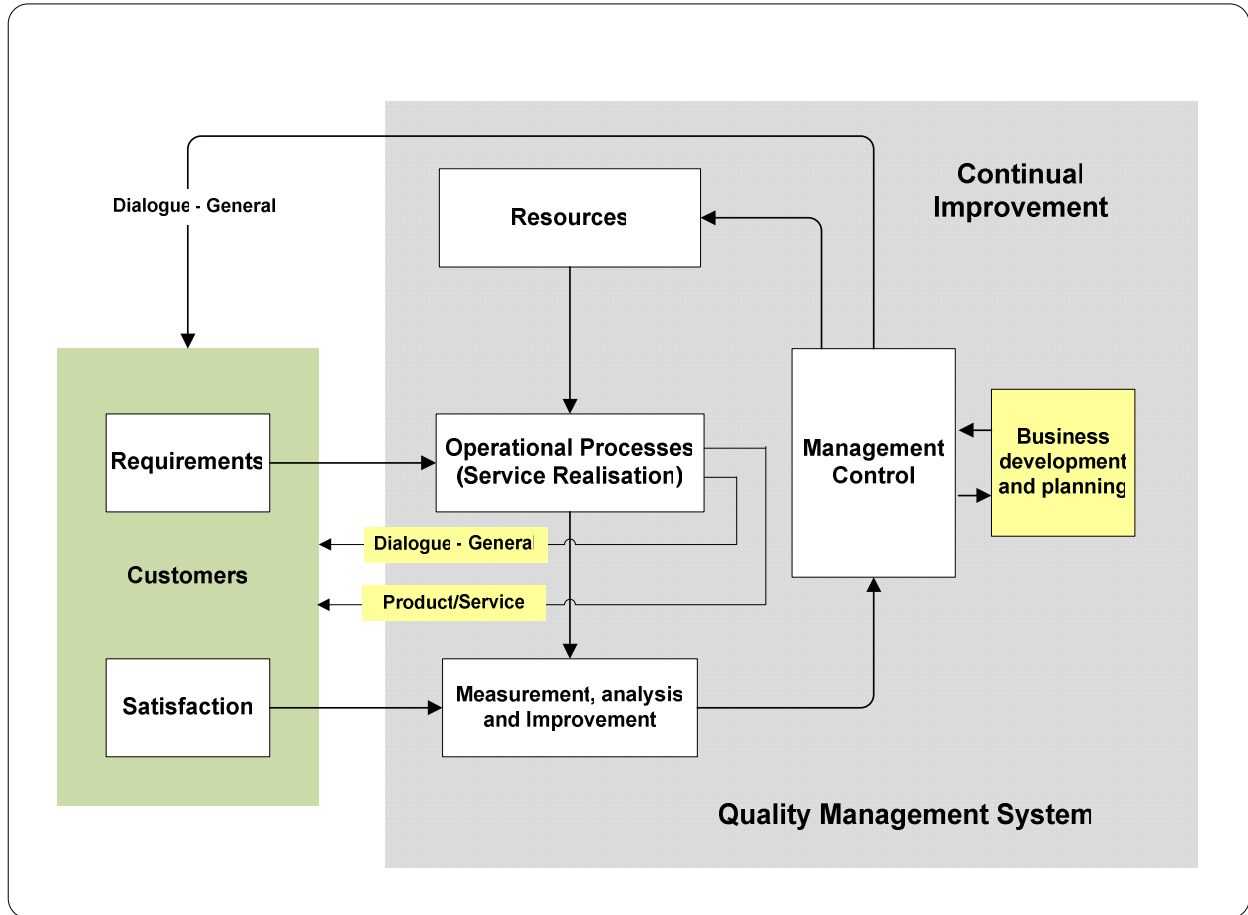 Continual
Improvement
Dialogue - General
Resources
Requirements
Operational Processes
(Service Realisation)
Management
Control
Business
development
and planning
Dialogue - General
Customers
Product/Service
Satisfaction
Measurement, analysis
and Improvement
Quality Management System